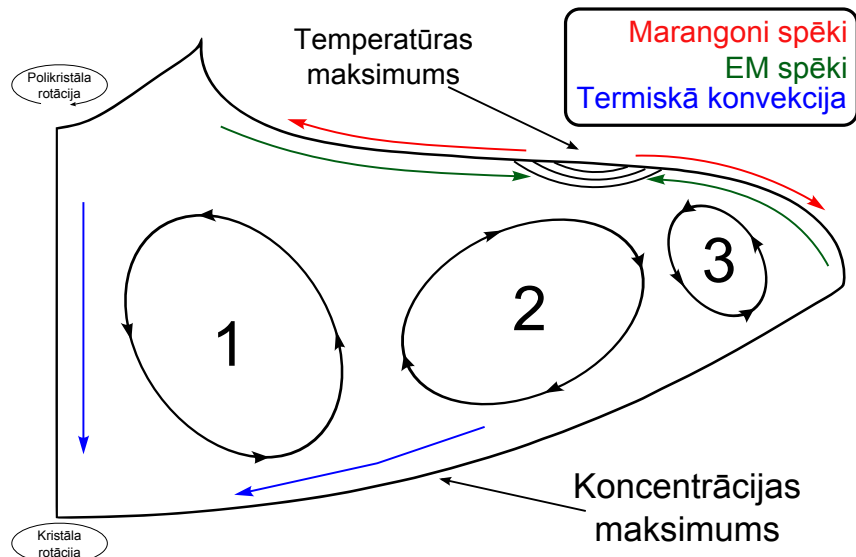 Marangoni spēki
EM spēki
Termiskā konvekcija
Temperatūras
maksimums
Polikristāla
rotācija
1
2
3
Koncentrācijas
maksimums
Kristāla
rotācija